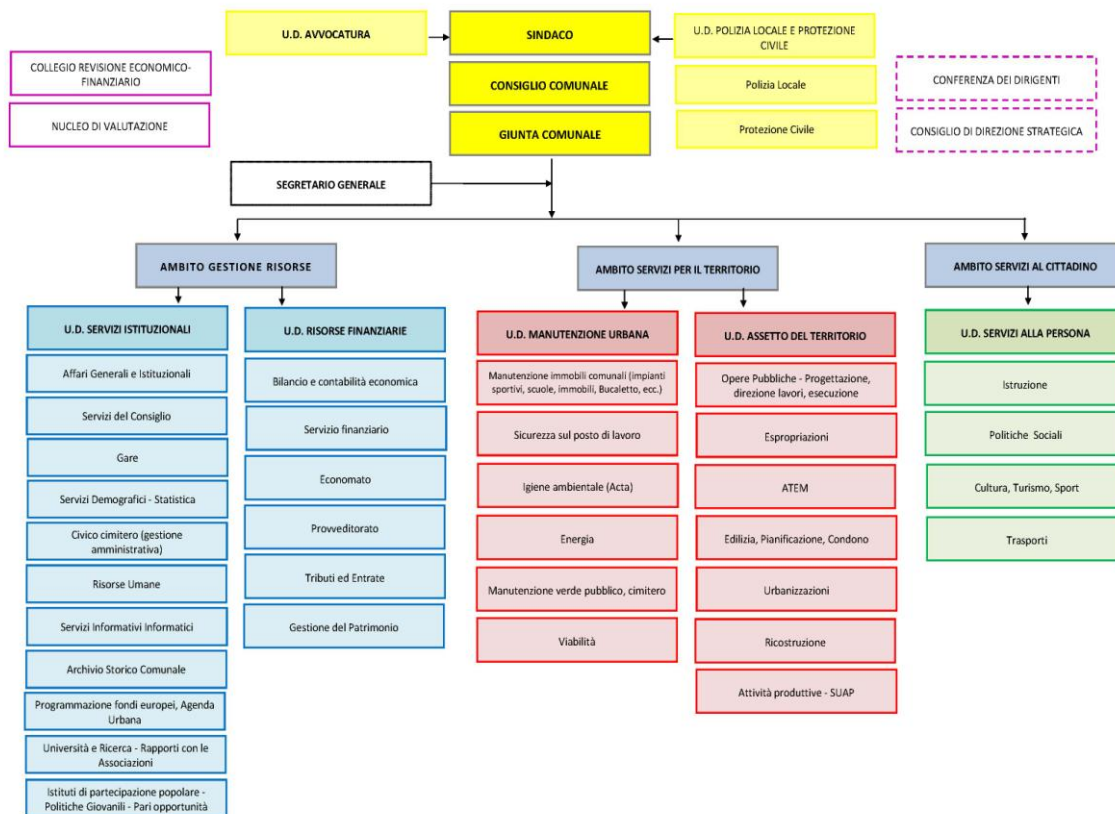 U.D. AVVOCATURA
SINDACO
U.D. POLIZIA LOCALE E PROTEZIONE
CIVILE
COLLEGIO REVISIONE ECONOMICO-
FINANZIARIO
CONSIGLIO COMUNALE
Polizia Locale
CONFERENZA DEI DIRIGENTI
NUCLEO DI VALUTAZIONE
GIUNTA COMUNALE
Protezione Civile
CONSIGLIO DI DIREZIONE STRATEGICA
SEGRETARIO GENERALE
AMBITO GESTIONE RISORSE
AMBITO SERVIZI PER IL TERRITORIO
AMBITO SERVIZI AL CITTADINO
U.D. SERVIZI ISTITUZIONALI
Affari Generali e Istituzionali
Servizi del Consiglio
Gare
Servizi Demografici - Statistica
Civico cimitero (gestione
amministrativa)
Risorse Umane
Servizi Informativi Informatici
Archivio Storico Comunale
Programmazione fondi europei, Agenda
Urbana
Università e Ricerca - Rapporti con le
Associazioni
Istituti di partecipazione popolare -
Politiche Giovanili - Pari opportunità
U.D. RISORSE FINANZIARIE
Bilancio e contabilità economica
Servizio finanziario
Economato
Provveditorato
Tributi ed Entrate
Gestione del Patrimonio
U.D. MANUTENZIONE URBANA
Manutenzione immobili comunali (impianti
sportivi, scuole, immobili, Bucaletto, ecc.)
Sicurezza sul posto di lavoro
Igiene ambientale (Acta)
Energia
Manutenzione verde pubblico, cimitero
Viabilità
U.D. ASSETTO DEL TERRITORIO
Opere Pubbliche - Progettazione,
direzione lavori, esecuzione
Espropriazioni
ATEM
Edilizia, Pianificazione, Condono
Urbanizzazioni
Ricostruzione
Attività produttive - SUAP
U.D. SERVIZI ALLA PERSONA
Istruzione
Politiche Sociali
Cultura, Turismo, Sport
Trasporti